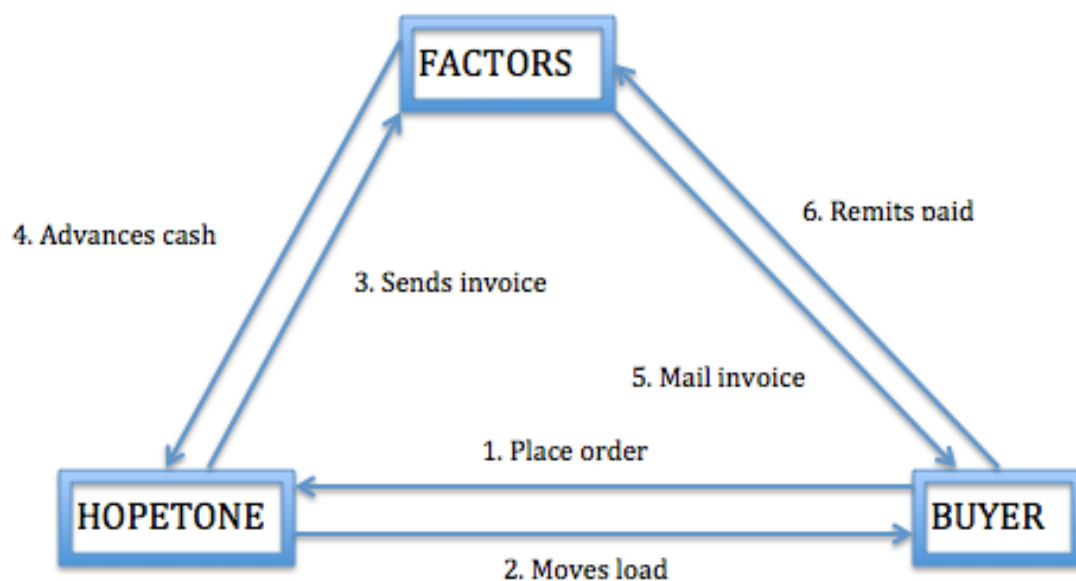 FACTORS
6. Remits paid
4. Advances cash
3. Sends invoice
5. Mail invoice
1. Place order
HOPETONE
BUYER
2. Moves load